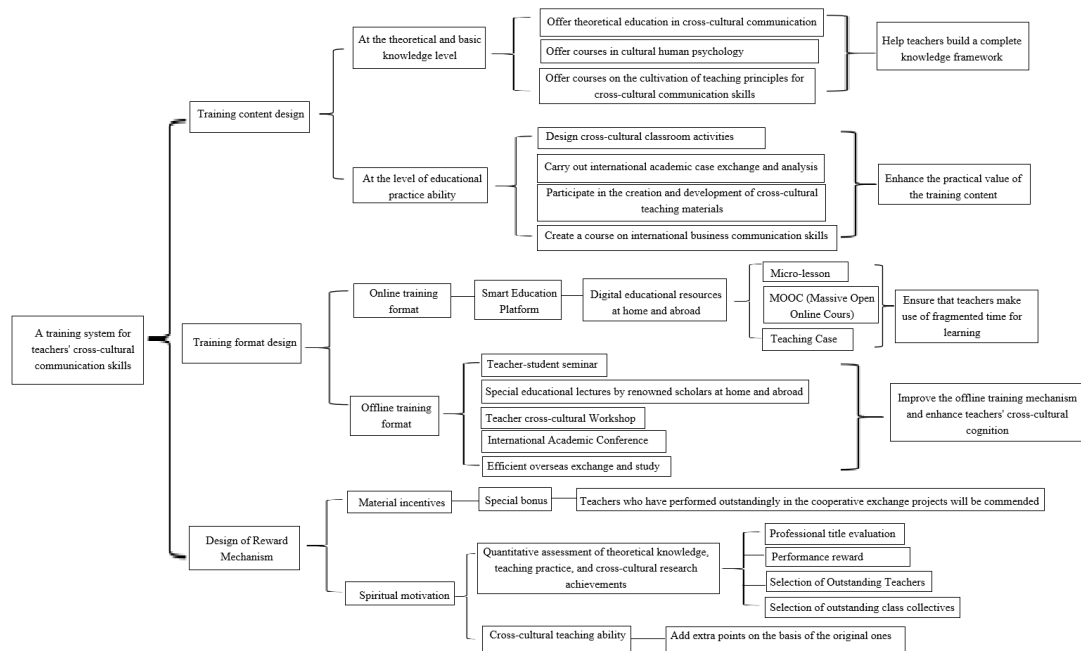 A training system for
teachers' cross-cultural
communication skills
Training content design
At the theoretical and basic
knowledge level
Offer theoretical education in cross-cultural communication
Offer courses in cultural human psychology
Offer courses on the cultivation of teaching principles for
cross-cultural communication skills
Help teachers build a complete
knowledge framework
At the level of educational
practice ability
Design cross-cultural classroom activities
Carry out international academic case exchange and analysis
Participate in the creation and development of cross-cultural
teaching materials
Create a course on international business communication skills
Enhance the practical value of
the training content
Training format design
Online training
format
Smart Education
Platform
Digital educational resources
at home and abroad
Micro-lesson
MOOC (Massive Open
Online Cours)
Teaching Case
Ensure that teachers make
use of fragmented time for
learning
Offline training
format
Teacher-student seminar
Special educational lectures by renowned scholars at home and abroad
Teacher cross-cultural Workshop
International Academic Conference
Efficient overseas exchange and study
Improve the offline training mechanism
and enhance teachers' cross-cultural
cognition
Design of Reward
Mechanism
Material incentives
Special bonus
Teachers who have performed outstandingly in the cooperative exchange projects will be commended
Spiritual motivation
Quantitative assessment of theoretical knowledge,
teaching practice, and cross-cultural research
achievements
Professional title evaluation
Performance reward
Selection of Outstanding Teachers
Selection of outstanding class collectives
Cross-cultural teaching ability
Add extra points on the basis of the original ones